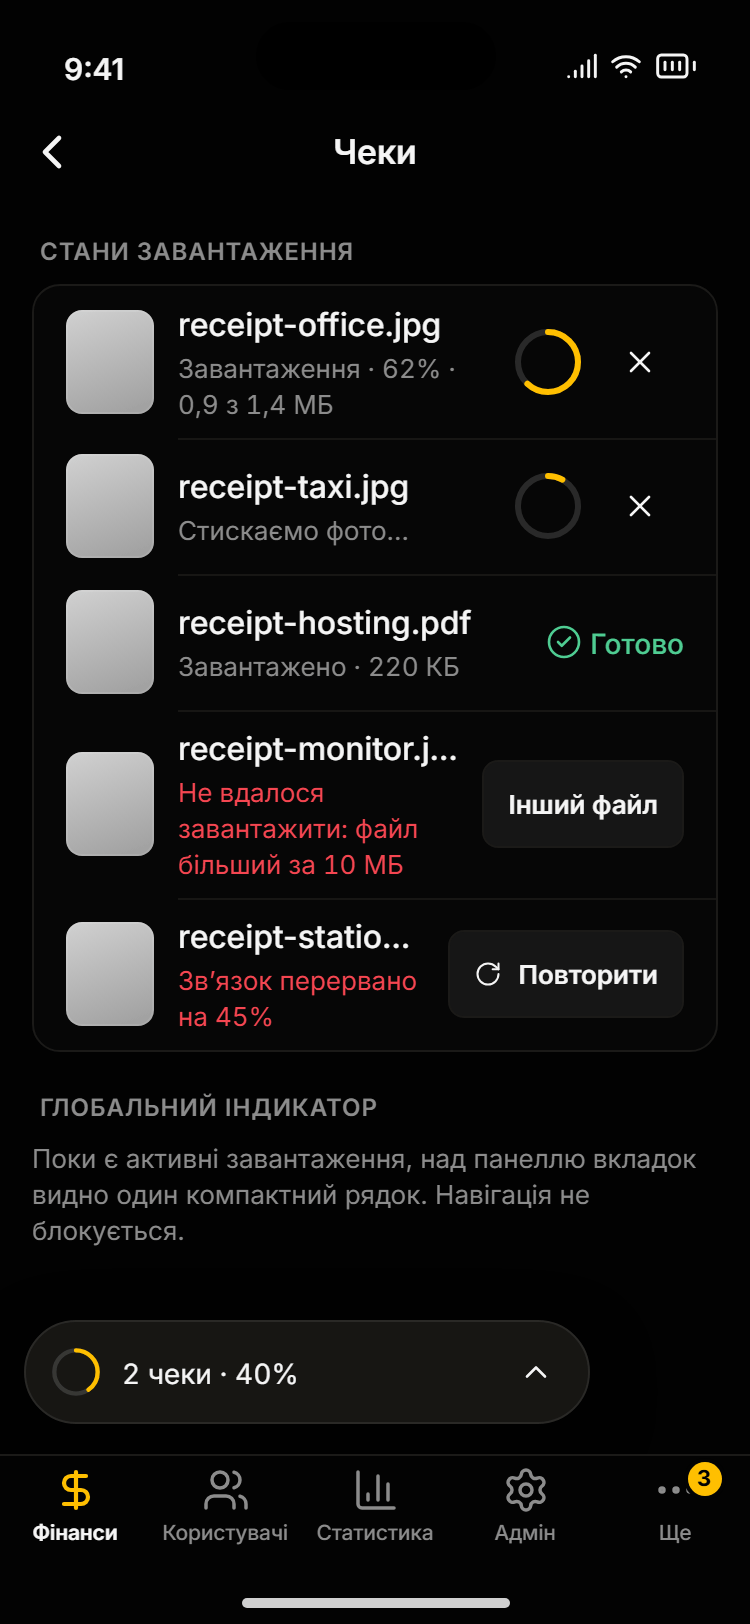 9:41
Чеки
СТАНИ ЗАВАНТАЖЕННЯ
receipt-office.jpg
Завантаження · 62% ·
0,9 з 1,4 МБ
receipt-taxi.jpg
Стискаємо фото…
receipt-hosting.pdf
Завантажено · 220 КБ
Готово
receipt-monitor.j…
Не вдалося
завантажити: файл
більший за 10 МБ
Інший файл
receipt-statio…
Зв’язок перервано
на 45%
Повторити
ГЛОБАЛЬНИЙ ІНДИКАТОР
Поки є активні завантаження, над панеллю вкладок
видно один компактний рядок. Навігація не
блокується.
2 чеки · 40%
3
Фінанси
Користувачі
Статистика
Адмін
Ще